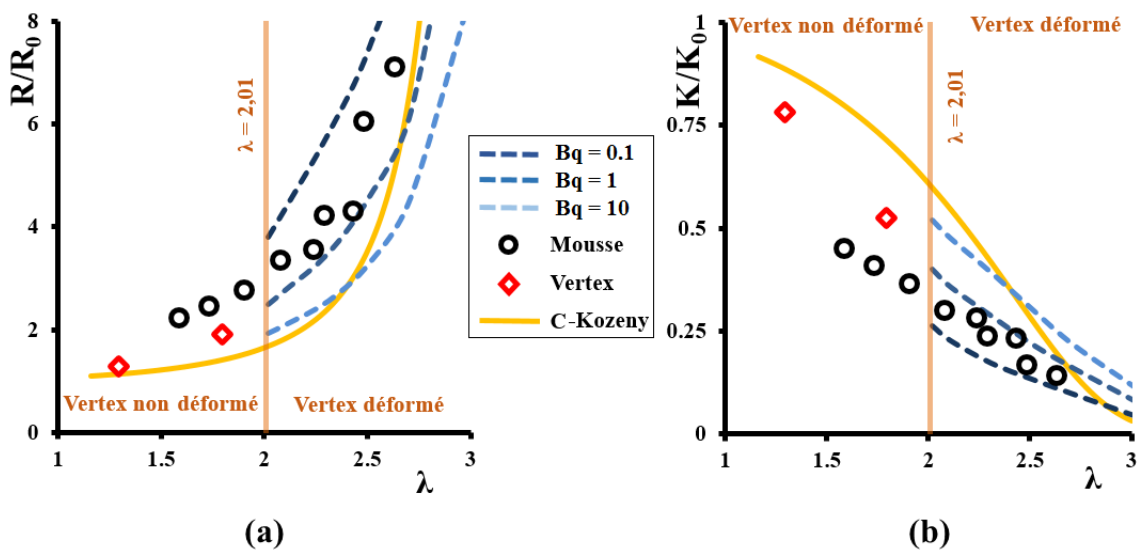 8
6
4
2
0
R/R₀
λ = 2,01
Vertex non déformé
Vertex déformé
1
1.5
2
2.5
3
λ
(a)
Bq = 0.1
Bq = 1
Bq = 10
Mousse
Vertex
C-Kozeny
1
0.75
0.5
0.25
0
K/K₀
Vertex non déformé
Vertex déformé
λ = 2,01
1
1.5
2
2.5
3
λ
(b)